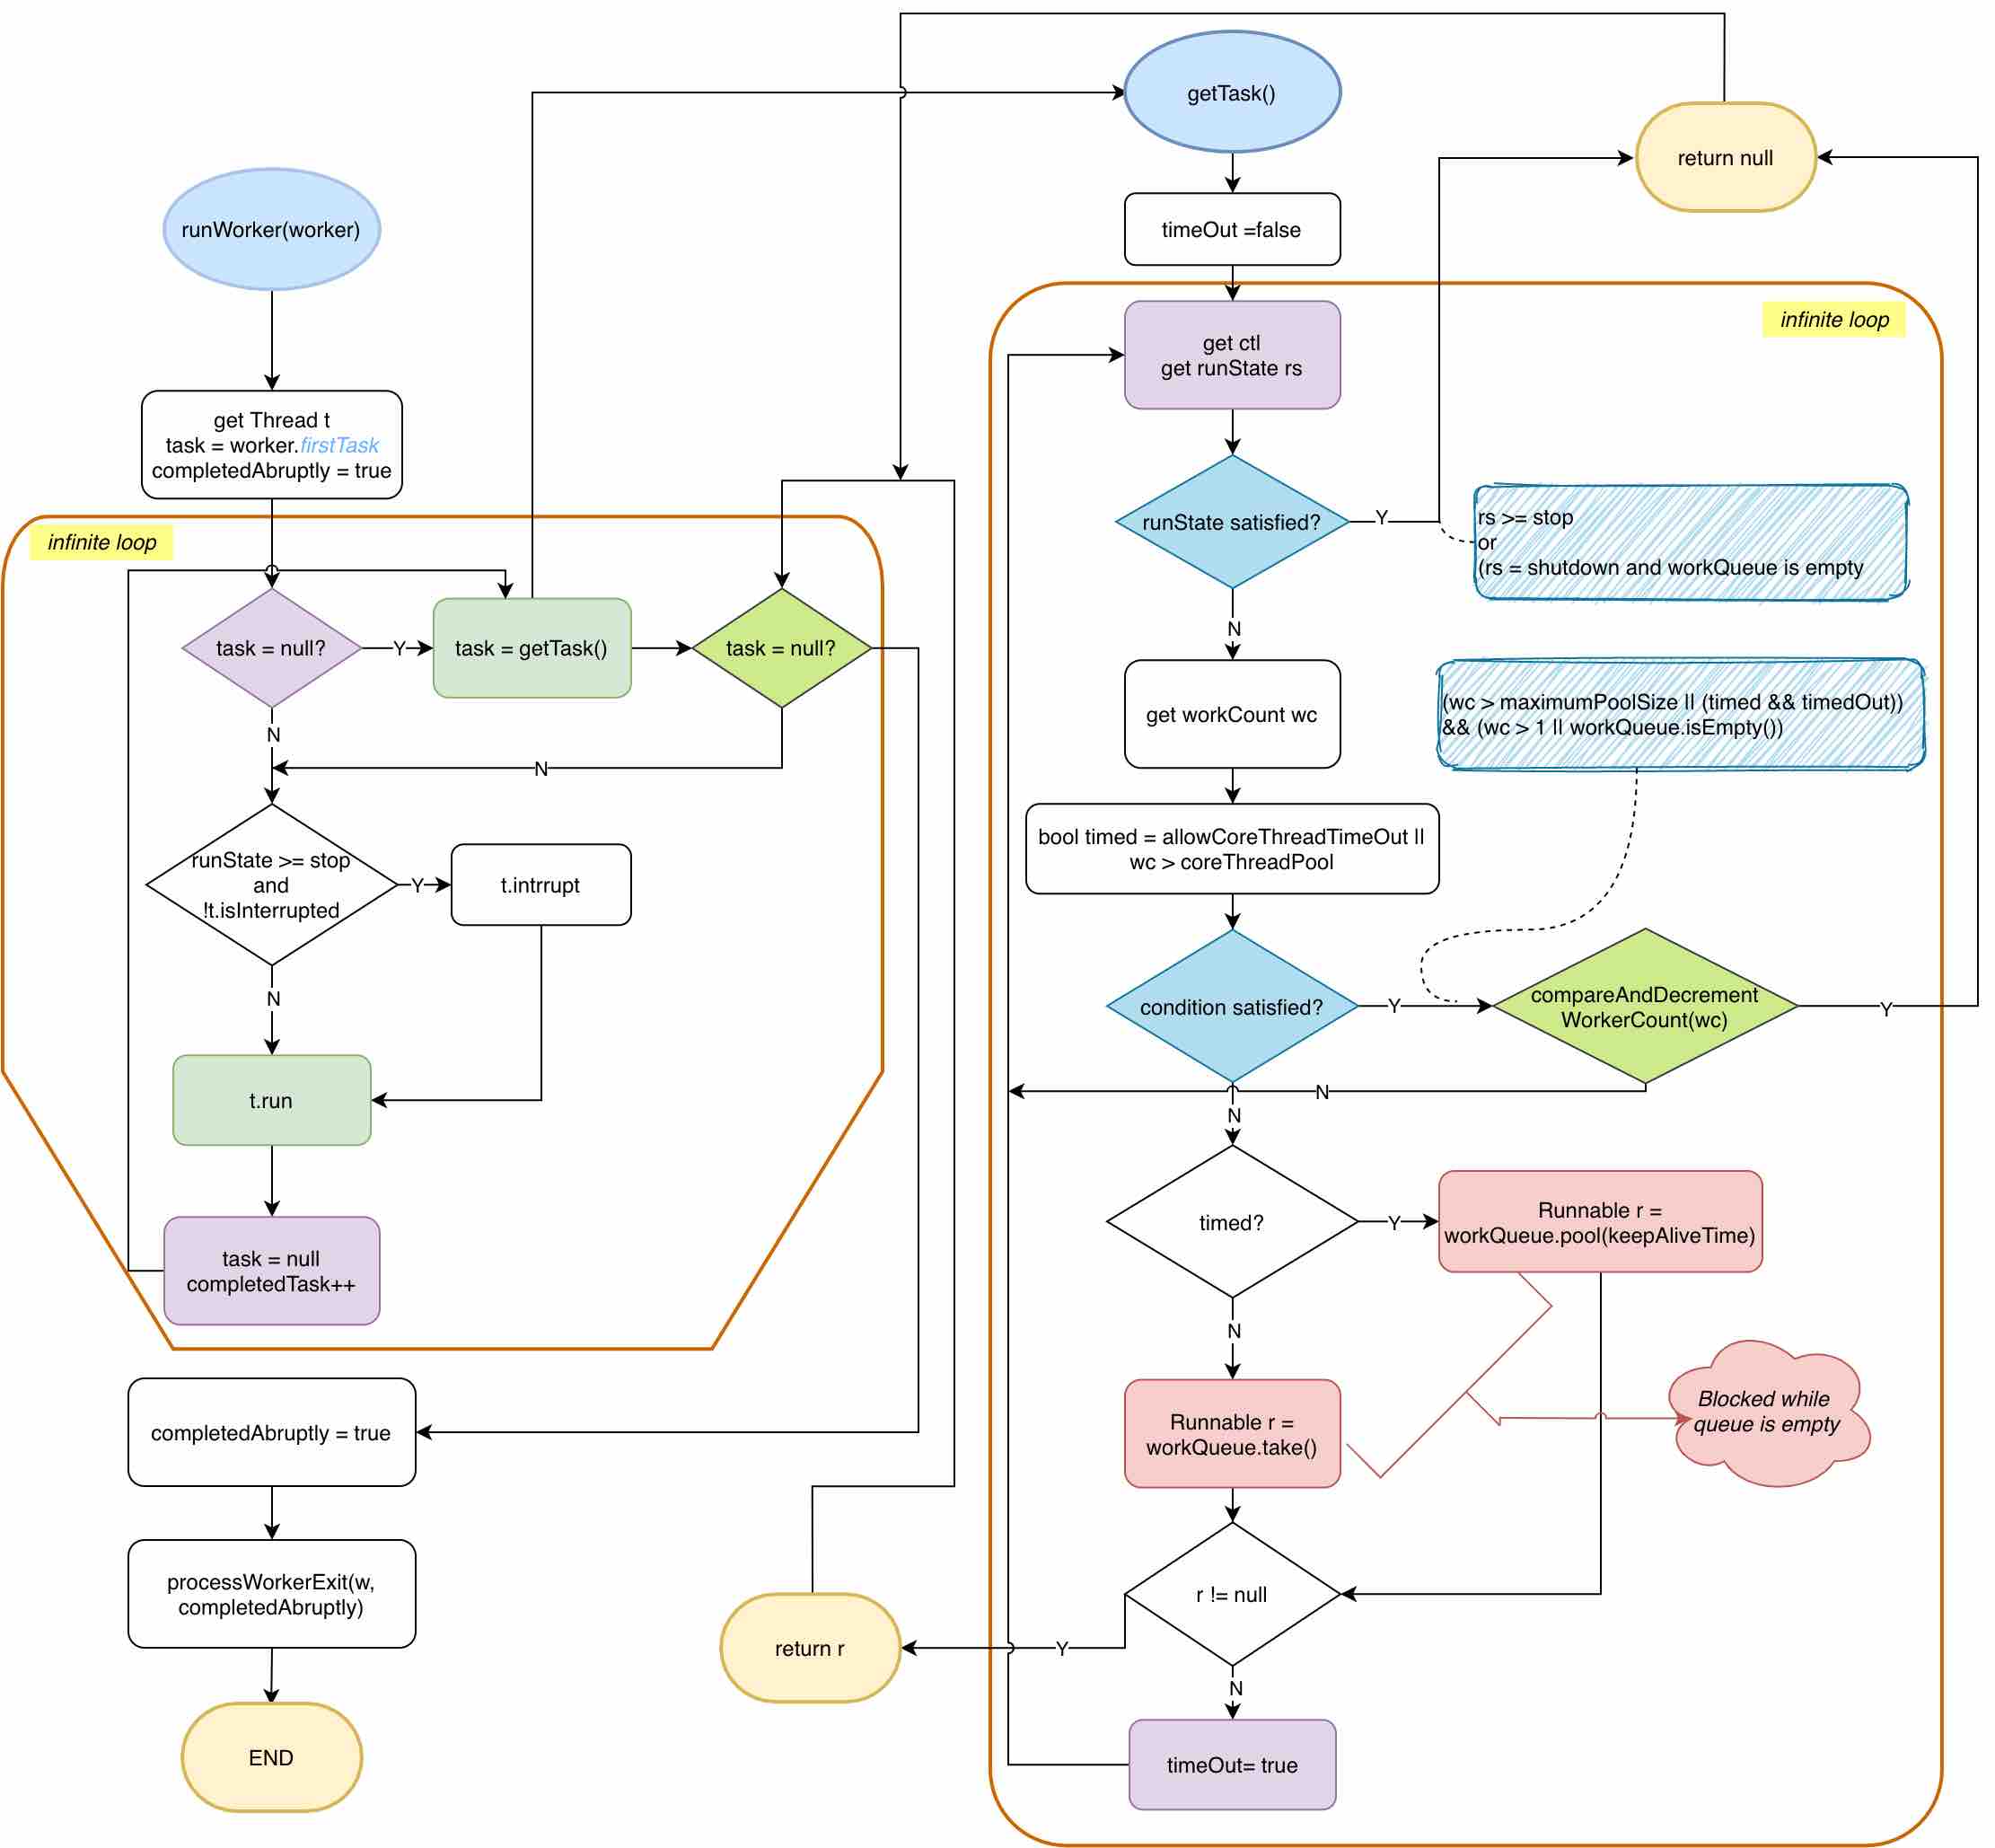 getTask()
return null
timeOut =false
runWorker(worker)
infinite loop
get ctl
get runState rs
get Thread t
task = worker.firstTask
completedAbruptly = true
runState satisfied?
Y
rs >= stop
or
(rs = shutdown and workQueue is empty
infinite loop
N
task = null?
Y
task = getTask()
task = null?
get workCount wc
(wc > maximumPoolSize || (timed && timedOut))
&& (wc > 1 || workQueue.isEmpty())
N
N
bool timed = allowCoreThreadTimeOut ||
wc > coreThreadPool
runState >= stop
and
!t.isInterrupted
Y
t.intrrupt
condition satisfied?
Y
compareAndDecrement
WorkerCount(wc)
Y
N
N
N
t.run
timed?
Y
Runnable r =
workQueue.pool(keepAliveTime)
task = null
completedTask++
N
Blocked while
queue is empty
Runnable r =
workQueue.take()
completedAbruptly = true
r != null
processWorkerExit(w,
completedAbruptly)
return r
Y
N
END
timeOut= true